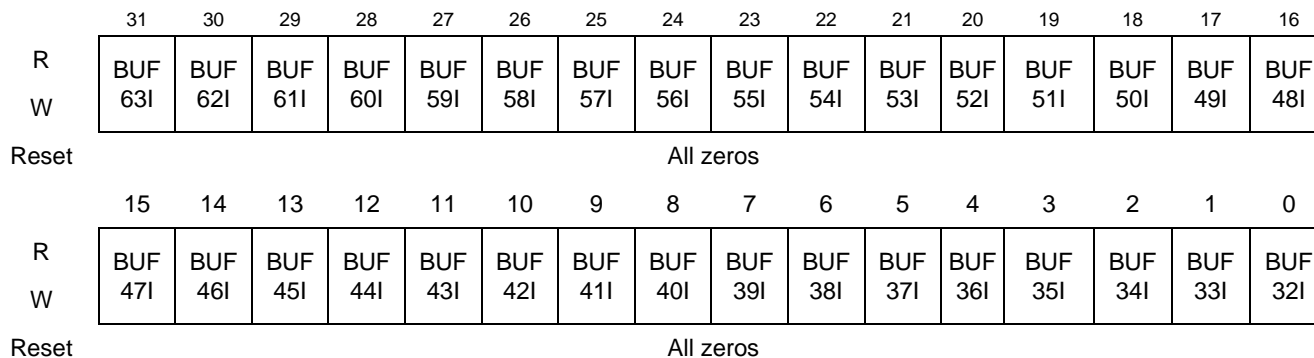 31 30 29 28 27 26 25 24 23 22 21 20 19 18 17 16
R BUF BUF BUF BUF BUF BUF BUF BUF BUF BUF BUF BUF BUF BUF BUF BUF
W 63I 62I 61I 60I 59I 58I 57I 56I 55I 54I 53I 52I 51I 50I 49I 48I
Reset All zeros
15 14 13 12 11 10 9 8 7 6 5 4 3 2 1 0
R BUF BUF BUF BUF BUF BUF BUF BUF BUF BUF BUF BUF BUF BUF BUF BUF
W 47I 46I 45I 44I 43I 42I 41I 40I 39I 38I 37I 36I 35I 34I 33I 32I
Reset All zeros